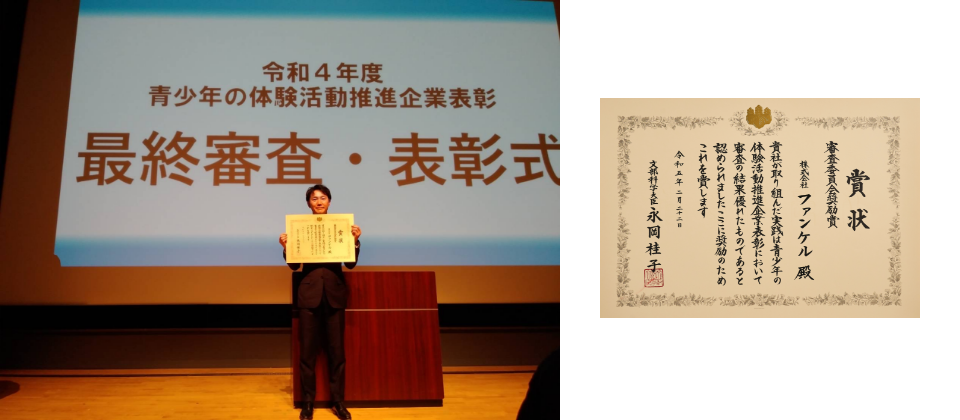 令和4年度
青少年の体験活動推進企業表彰
最終審査・表彰式
賞状
審査委員会奨励賞
株式会社 ファンケル 殿
貴社が取り組んだ実践は青少年の
体験活動推進企業表彰において
審査の結果優れたものであると
認められましたここに奨励のため
これを賞します
令和五年二月二十二日
文部科学大臣 永岡桂子